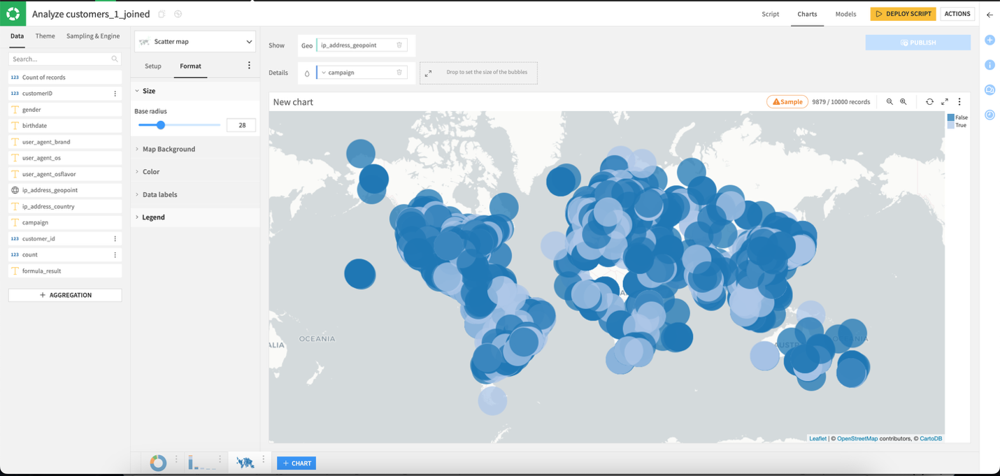 Analyze customers_1_joined
Script
Charts
Models
DEPLOY SCRIPT
ACTIONS
Data
Theme
Sampling & Engine
Search...
123 Count of records
123 customerID
gender
birthdate
user_agent_brand
user_agent_os
user_agent_osflavor
ip_address_geopoint
ip_address_country
campaign
123 customer_id
123 count
formula_result
+ AGGREGATION
Scatter map
Setup
Format
Size
Base radius
28
Map Background
Color
Data labels
Legend
Show
Geo
ip_address_geopoint
PUBLISH
Details
campaign
Drop to set the size of the bubbles
New chart
Sample
9879 / 10000 records
False
True
OCEANIA
ALIA
Leaflet | © OpenStreetMap contributors, © CartoDB
+ CHART